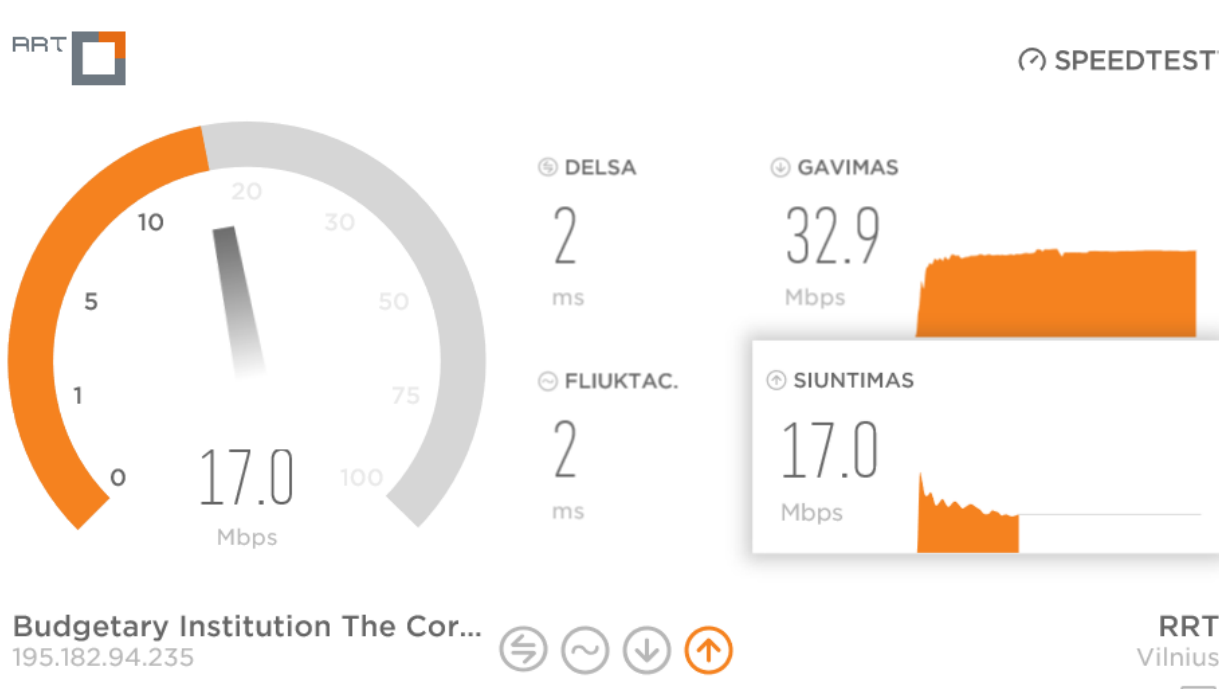 RRT
SPEEDTEST
DELSA
2
ms
GAVIMAS
32.9
Mbps
FLIUKTAC.
2
ms
SIUNTIMAS
17.0
Mbps
0
1
5
10
20
30
50
75
100
17.0
Mbps
Budgetary Institution The Cor...
195.182.94.235
RRT
Vilnius